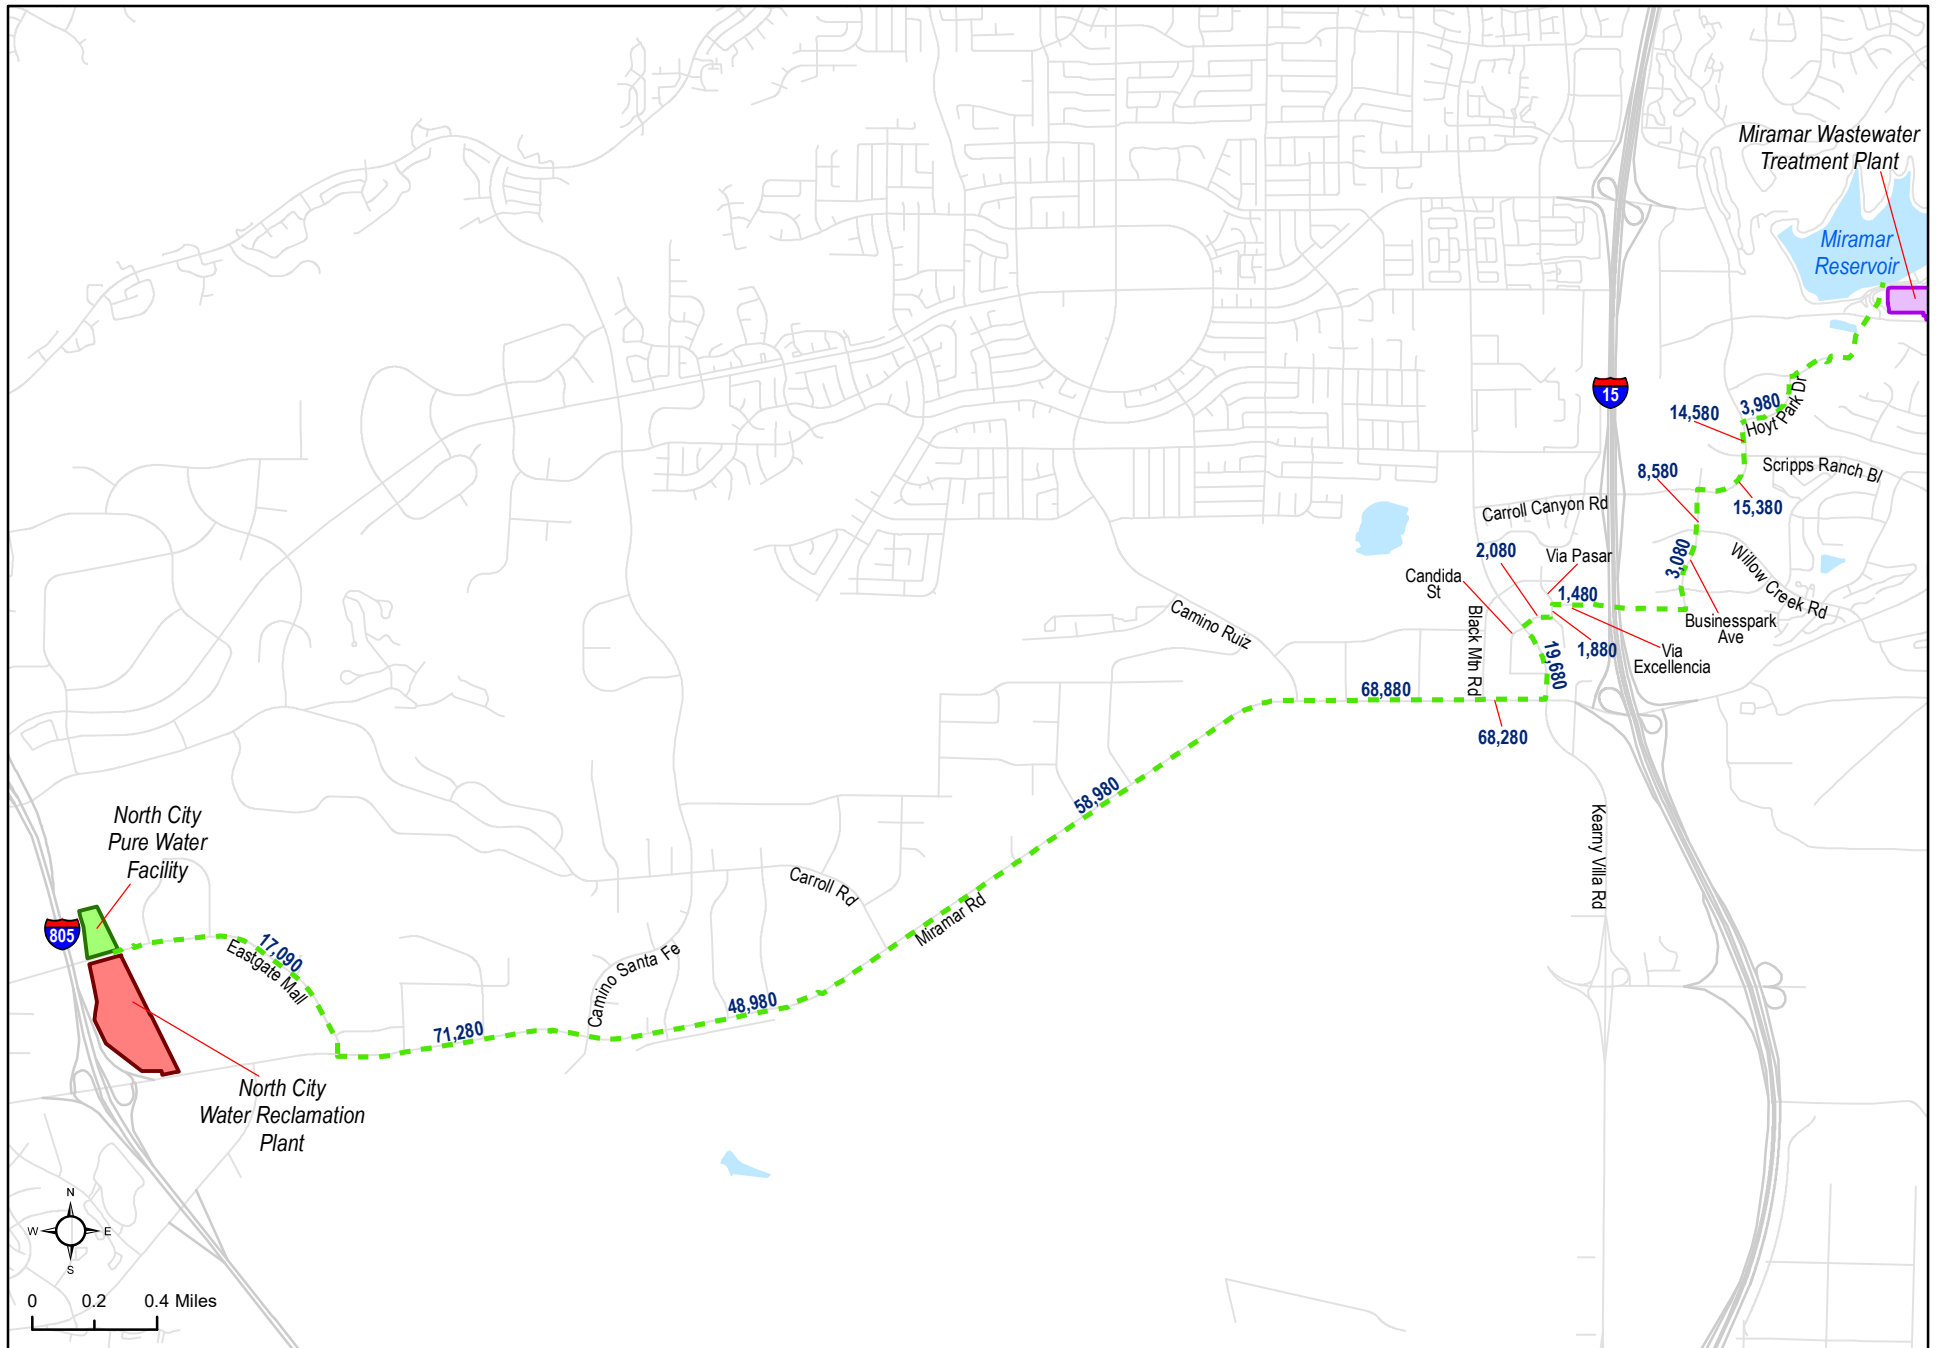 Miramar Wastewater
Treatment Plant
Miramar
Reservoir
15
14,580
3,980
Hoyt Park Dr
Scripps Ranch Bl
8,580
15,380
Carroll Canyon Rd
2,080
Via Pasar
Candida
St
1,480
3,080
Willow Creek Rd
Businesspark
Ave
Camino Ruiz
Black Mtn Rd
19,680
1,880
Via
Excellencia
68,880
68,280
58,980
Kearny Villa Rd
North City
Pure Water
Facility
Carroll Rd
Miramar Rd
805
17,090
Eastgate Mall
Camino Santa Fe
48,980
71,280
North City
Water Reclamation
Plant
N
W
E
S
0 0.2 0.4 Miles